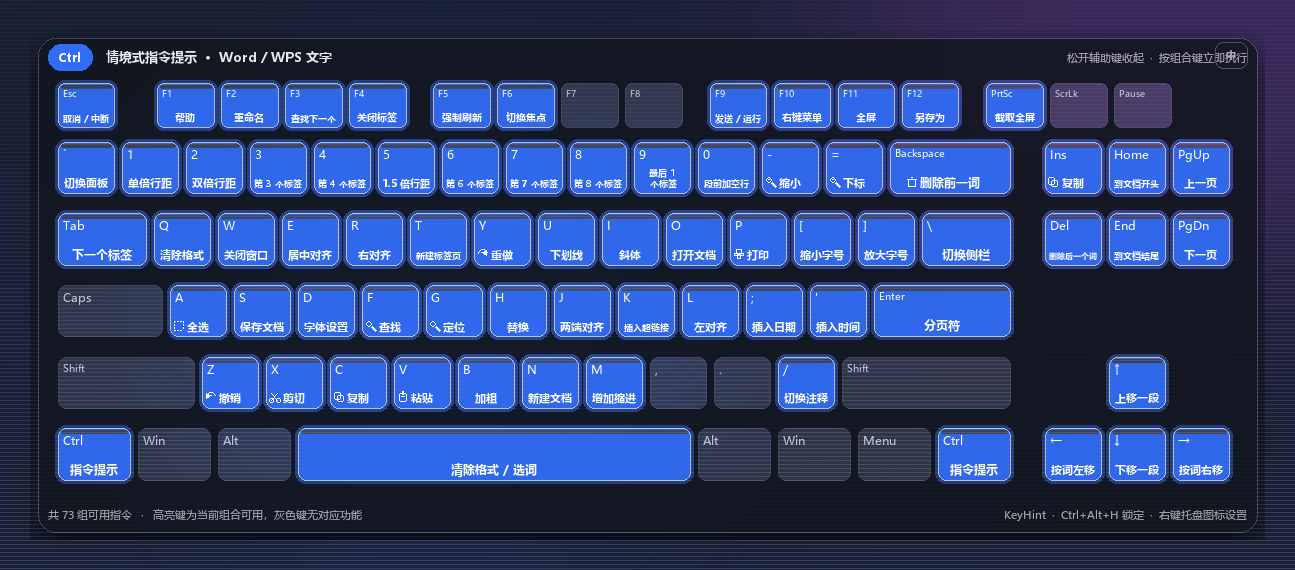 Ctrl 情境式指令提示 • Word / WPS 文字 松开辅助键收起 · 按组合键立即执行 中
Esc F1 F2 F3 F4 F5 F6 F7 F8 F9 F10 F11 F12 PrtSc ScrLk Pause
取消 / 中断 帮助 重命名 查找下一个 关闭标签 强制刷新 切换焦点 发送 / 运行 右键菜单 全屏 另存为 截取全屏
` 1 2 3 4 5 6 7 8 9 0 - = Backspace Ins Home PgUp
切换面板 单倍行距 双倍行距 第 3 个标签 第 4 个标签 1.5 倍行距 第 6 个标签 第 7 个标签 第 8 个标签 最后 1 个标签 段前加空行 缩小 下标 删除前一词 复制 到文档开头 上一页
Tab Q W E R T Y U I O P [ ] \ Del End PgDn
下一个标签 清除格式 关闭窗口 居中对齐 右对齐 新建标签页 重做 下划线 斜体 打开文档 打印 缩小字号 放大字号 切换侧栏 删除后一个词 到文档结尾 下一页
Caps A S D F G H J K L ; ' Enter
全选 保存文档 字体设置 查找 定位 替换 两端对齐 插入超链接 左对齐 插入日期 插入时间 分页符
Shift Z X C V B N M , . / Shift ↑
撤销 剪切 复制 粘贴 加粗 新建文档 增加缩进 切换注释 上移一段
Ctrl Win Alt Alt Win Menu Ctrl ← ↓ →
指令提示 清除格式 / 选词 指令提示 按词左移 下移一段 按词右移
共 73 组可用指令 · 高亮键为当前组合可用，灰色键无对应功能 KeyHint · Ctrl+Alt+H 锁定 · 右键托盘图标设置